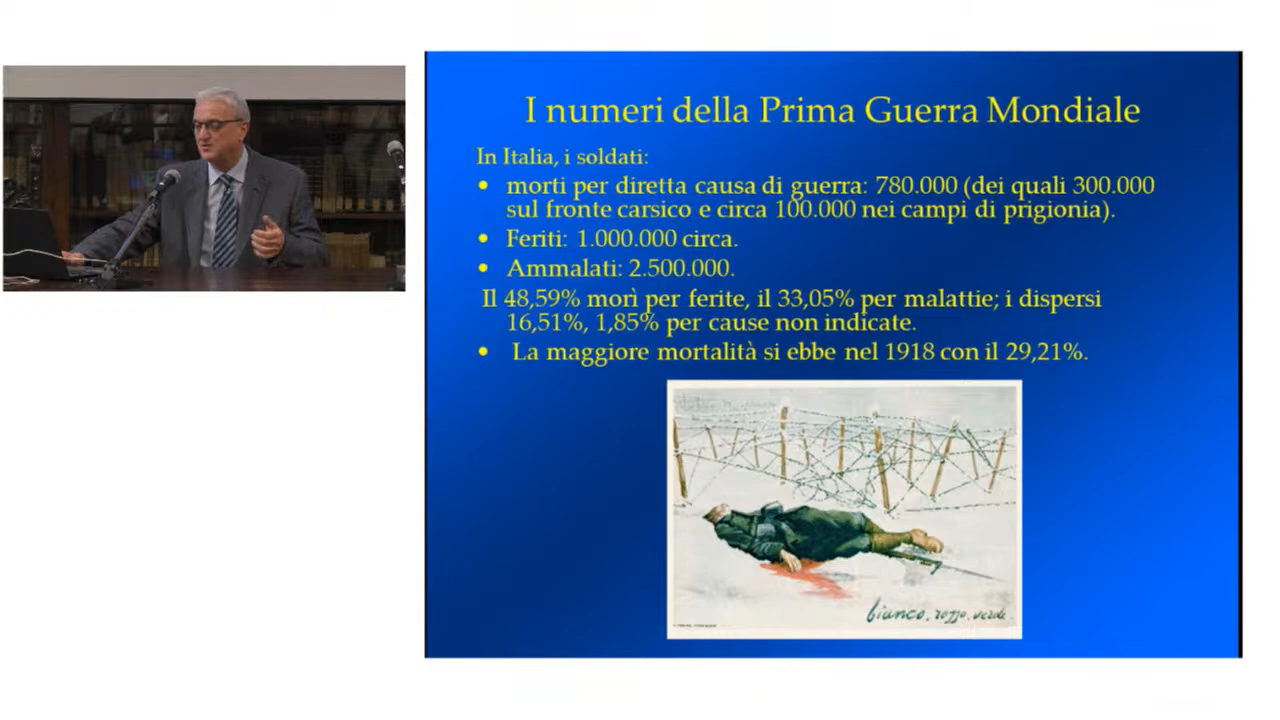 I numeri della Prima Guerra Mondiale
In Italia, i soldati:
• morti per diretta causa di guerra: 780.000 (dei quali 300.000
sul fronte carsico e circa 100.000 nei campi di prigionia).
• Feriti: 1.000.000 circa.
• Ammalati: 2.500.000.
Il 48,59% morì per ferite, il 33,05% per malattie; i dispersi
16,51%, 1,85% per cause non indicate.
• La maggiore mortalità si ebbe nel 1918 con il 29,21%.
bianco, rosso, verde